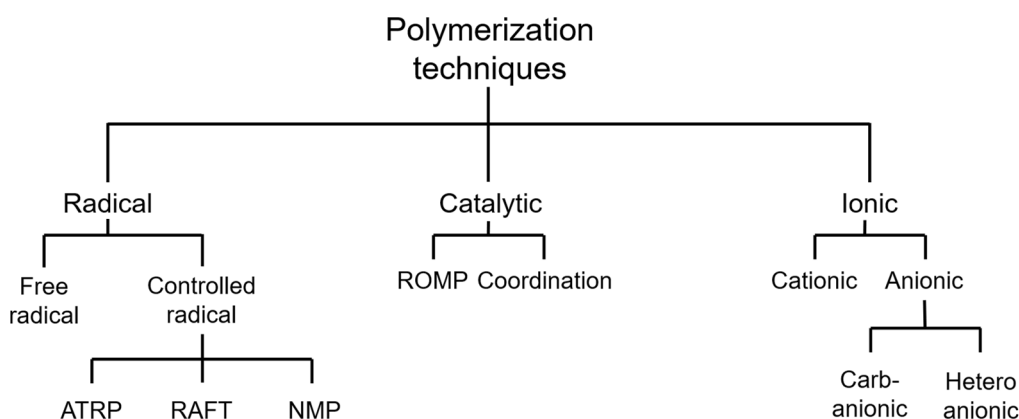 Polymerization
techniques
Radical
Catalytic
Ionic
Free
radical
Controlled
radical
ROMP
Coordination
Cationic
Anionic
ATRP
RAFT
NMP
Carb-
anionic
Hetero
anionic